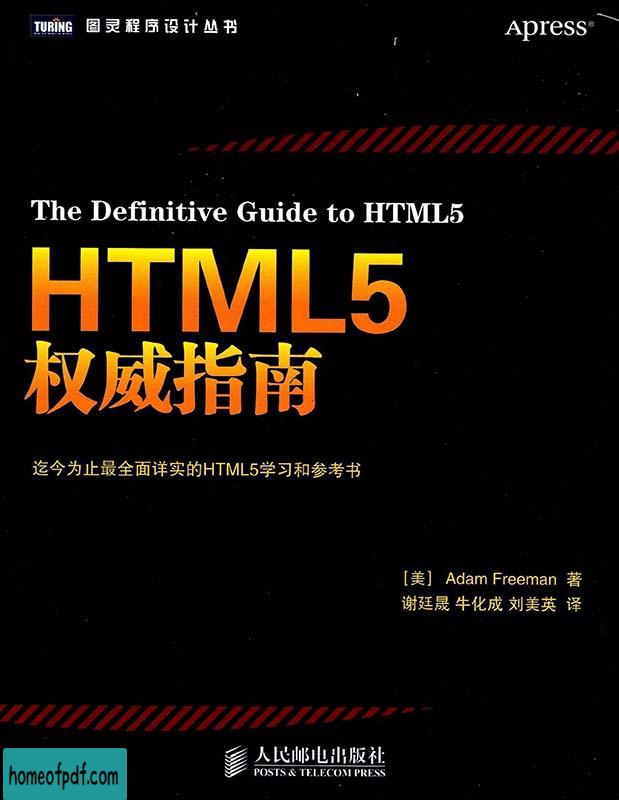 TURING 图灵程序设计丛书
Apress®
The Definitive Guide to HTML5
HTML5
权威指南
迄今为止最全面详实的HTML5学习和参考书
[美] Adam Freeman 著
谢廷晟 牛化成 刘美英 译
人民邮电出版社
POSTS & TELECOM PRESS
homeofpdf.com